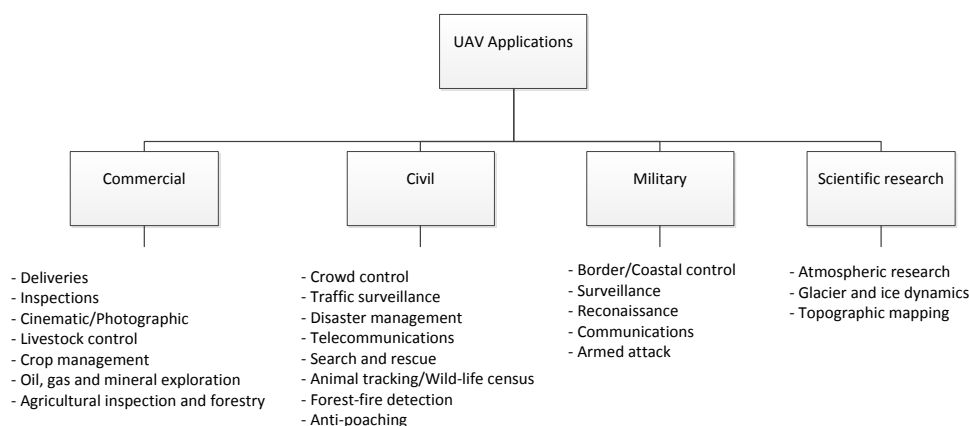 UAV Applications
Commercial
Civil
Military
Scientific research
- Deliveries
- Inspections
- Cinematic/Photographic
- Livestock control
- Crop management
- Oil, gas and mineral exploration
- Agricultural inspection and forestry
- Crowd control
- Traffic surveillance
- Disaster management
- Telecommunications
- Search and rescue
- Animal tracking/Wild-life census
- Forest-fire detection
- Anti-poaching
- Border/Coastal control
- Surveillance
- Reconaissance
- Communications
- Armed attack
- Atmospheric research
- Glacier and ice dynamics
- Topographic mapping